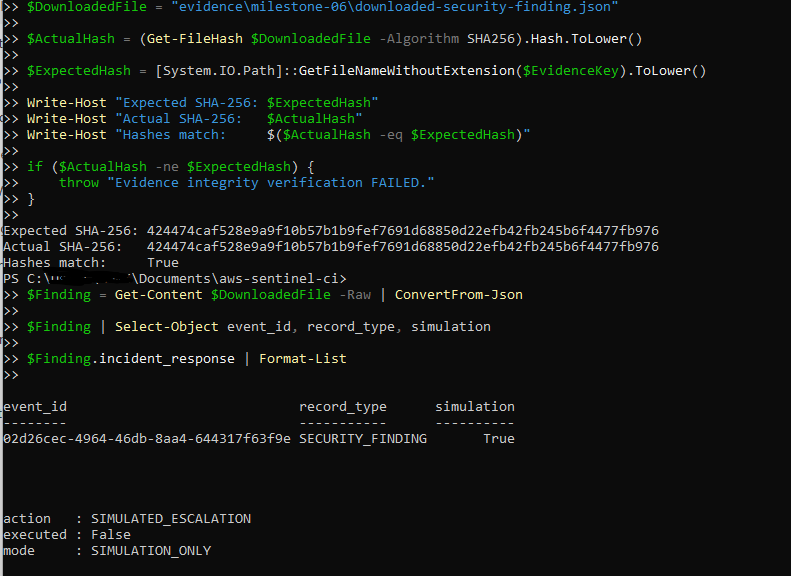 >> $DownloadedFile = "evidence\milestone-06\downloaded-security-finding.json"
>>
>> $ActualHash = (Get-FileHash $DownloadedFile -Algorithm SHA256).Hash.ToLower()
>>
>> $ExpectedHash = [System.IO.Path]::GetFileNameWithoutExtension($EvidenceKey).ToLower()
>>
>> Write-Host "Expected SHA-256: $ExpectedHash"
>> Write-Host "Actual SHA-256:   $ActualHash"
>> Write-Host "Hashes match:     $($ActualHash -eq $ExpectedHash)"
>>
>> if ($ActualHash -ne $ExpectedHash) {
>>     throw "Evidence integrity verification FAILED."
>> }
>>
Expected SHA-256: 424474caf528e9a9f10b57b1b9fef7691d68850d22efb42fb245b6f4477fb976
Actual SHA-256:   424474caf528e9a9f10b57b1b9fef7691d68850d22efb42fb245b6f4477fb976
Hashes match:     True
PS C:\ \Documents\aws-sentinel-ci>
>> $Finding = Get-Content $DownloadedFile -Raw | ConvertFrom-Json
>>
>> $Finding | Select-Object event_id, record_type, simulation
>>
>> $Finding.incident_response | Format-List
>>
event_id                             record_type      simulation
--------                             -----------      ----------
02d26cec-4964-46db-8aa4-644317f63f9e SECURITY_FINDING       True
action   : SIMULATED_ESCALATION
executed : False
mode     : SIMULATION_ONLY